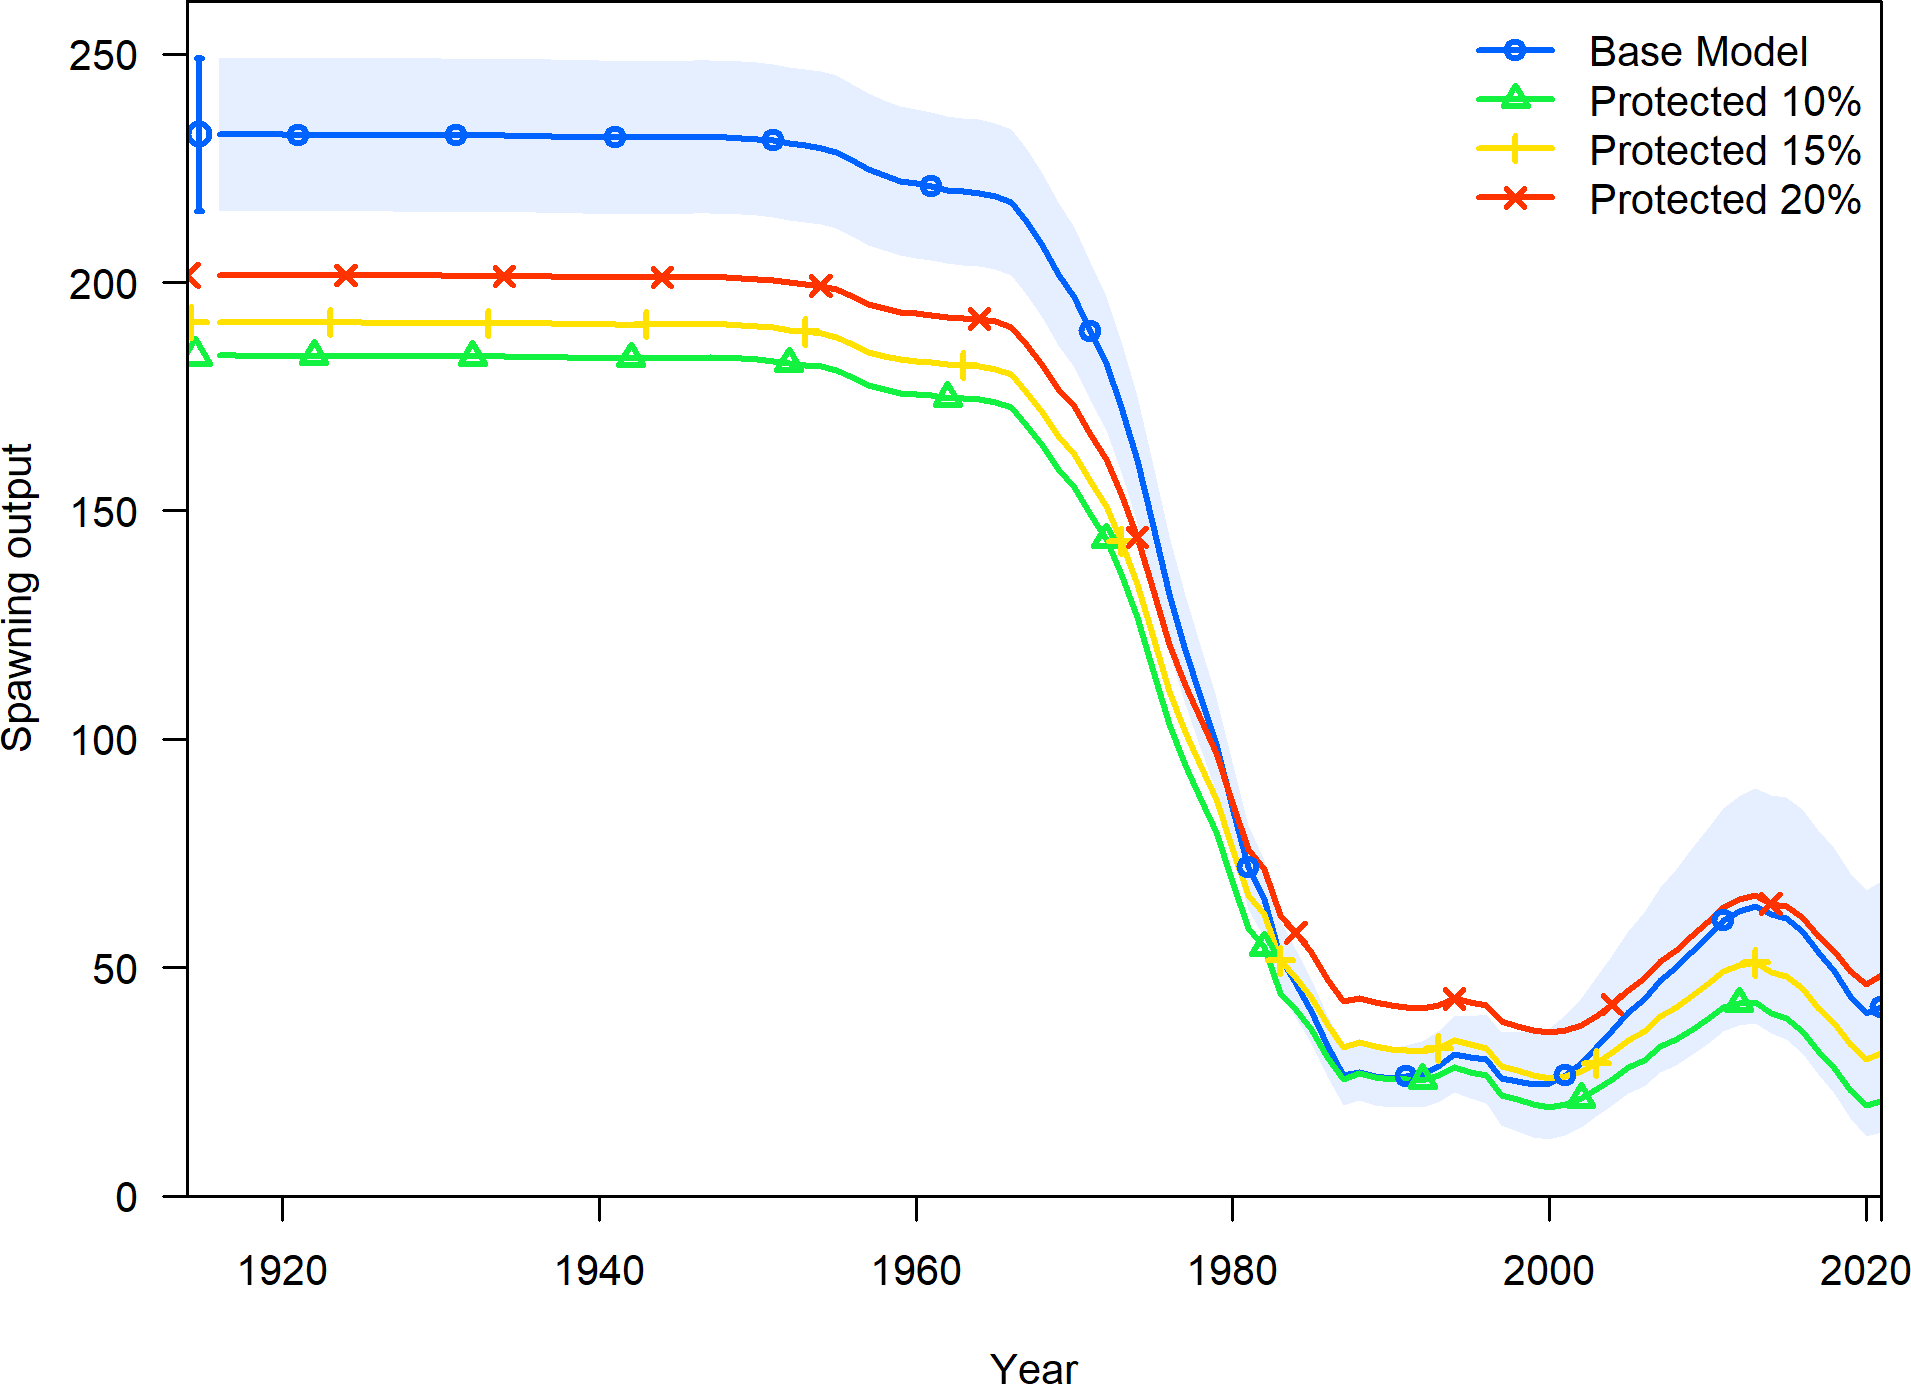 250
200
150
100
50
0
Spawning output
Base Model
Protected 10%
Protected 15%
Protected 20%
1920 1940 1960 1980 2000 2020
Year